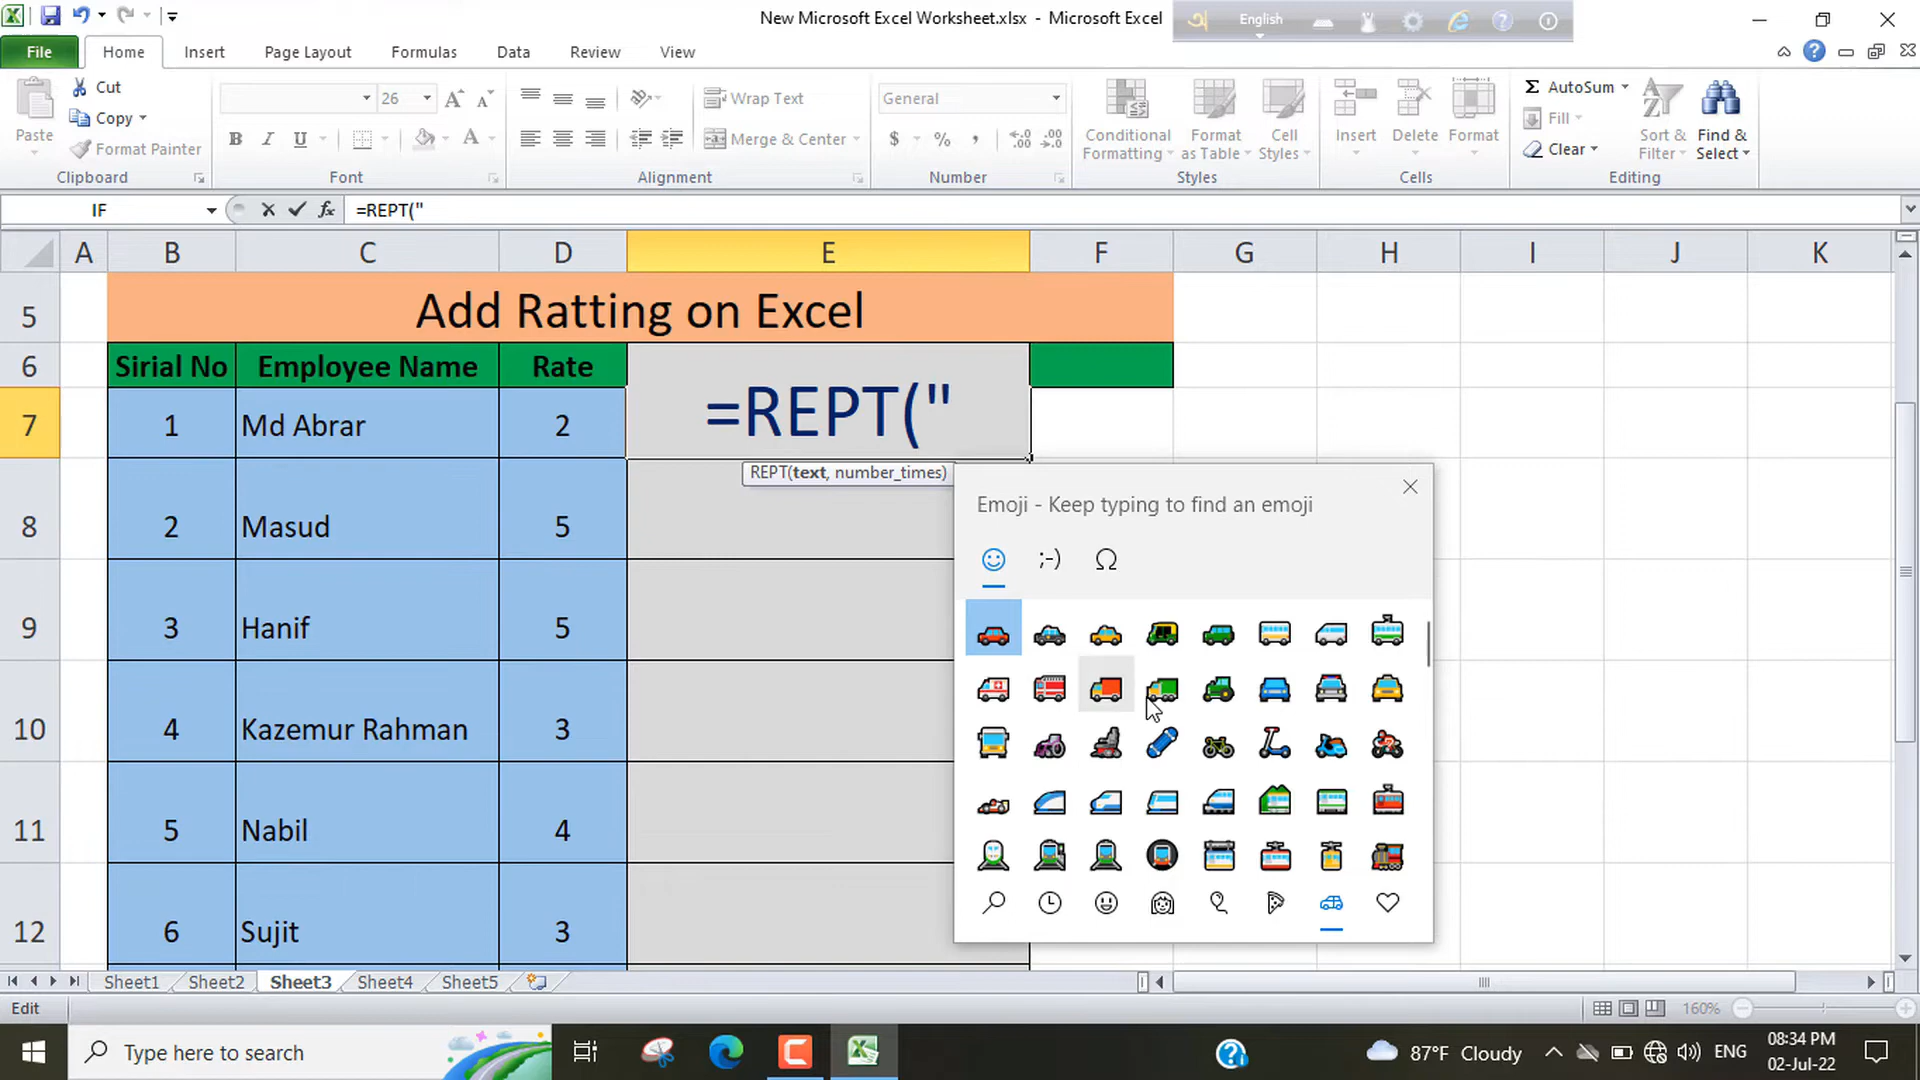 New Microsoft Excel Worksheet.xlsx - Microsoft Excel
English
File Home Insert Page Layout Formulas Data Review View
Paste
Cut
Copy
Format Painter
Clipboard
26
B I U
Font
Wrap Text
Merge & Center
Alignment
General
$ % ,
Number
Conditional Formatting
Format as Table
Cell Styles
Styles
Insert
Delete
Format
Cells
AutoSum
Fill
Clear
Sort & Filter
Find & Select
Editing
IF
=REPT("
A B C D E F G H I J K
5 Add Ratting on Excel
6 Sirial No Employee Name Rate
7 1 Md Abrar 2 =REPT("
REPT(text, number_times)
8 2 Masud 5
9 3 Hanif 5
10 4 Kazemur Rahman 3
11 5 Nabil 4
12 6 Sujit 3
Emoji - Keep typing to find an emoji
;-) Ω
Sheet1 Sheet2 Sheet3 Sheet4 Sheet5
Edit
160%
Type here to search
87°F Cloudy
ENG
08:34 PM
02-Jul-22